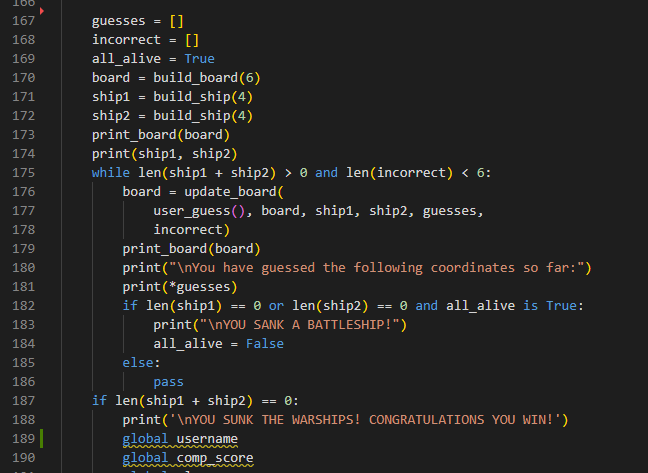 166
167 guesses = []
168 incorrect = []
169 all_alive = True
170 board = build_board(6)
171 ship1 = build_ship(4)
172 ship2 = build_ship(4)
173 print_board(board)
174 print(ship1, ship2)
175 while len(ship1 + ship2) > 0 and len(incorrect) < 6:
176 board = update_board(
177 user_guess(), board, ship1, ship2, guesses,
178 incorrect)
179 print_board(board)
180 print("\nYou have guessed the following coordinates so far:")
181 print(*guesses)
182 if len(ship1) == 0 or len(ship2) == 0 and all_alive is True:
183 print("\nYOU SANK A BATTLESHIP!")
184 all_alive = False
185 else:
186 pass
187 if len(ship1 + ship2) == 0:
188 print('\nYOU SUNK THE WARSHIPS! CONGRATULATIONS YOU WIN!')
189 global username
190 global comp_score